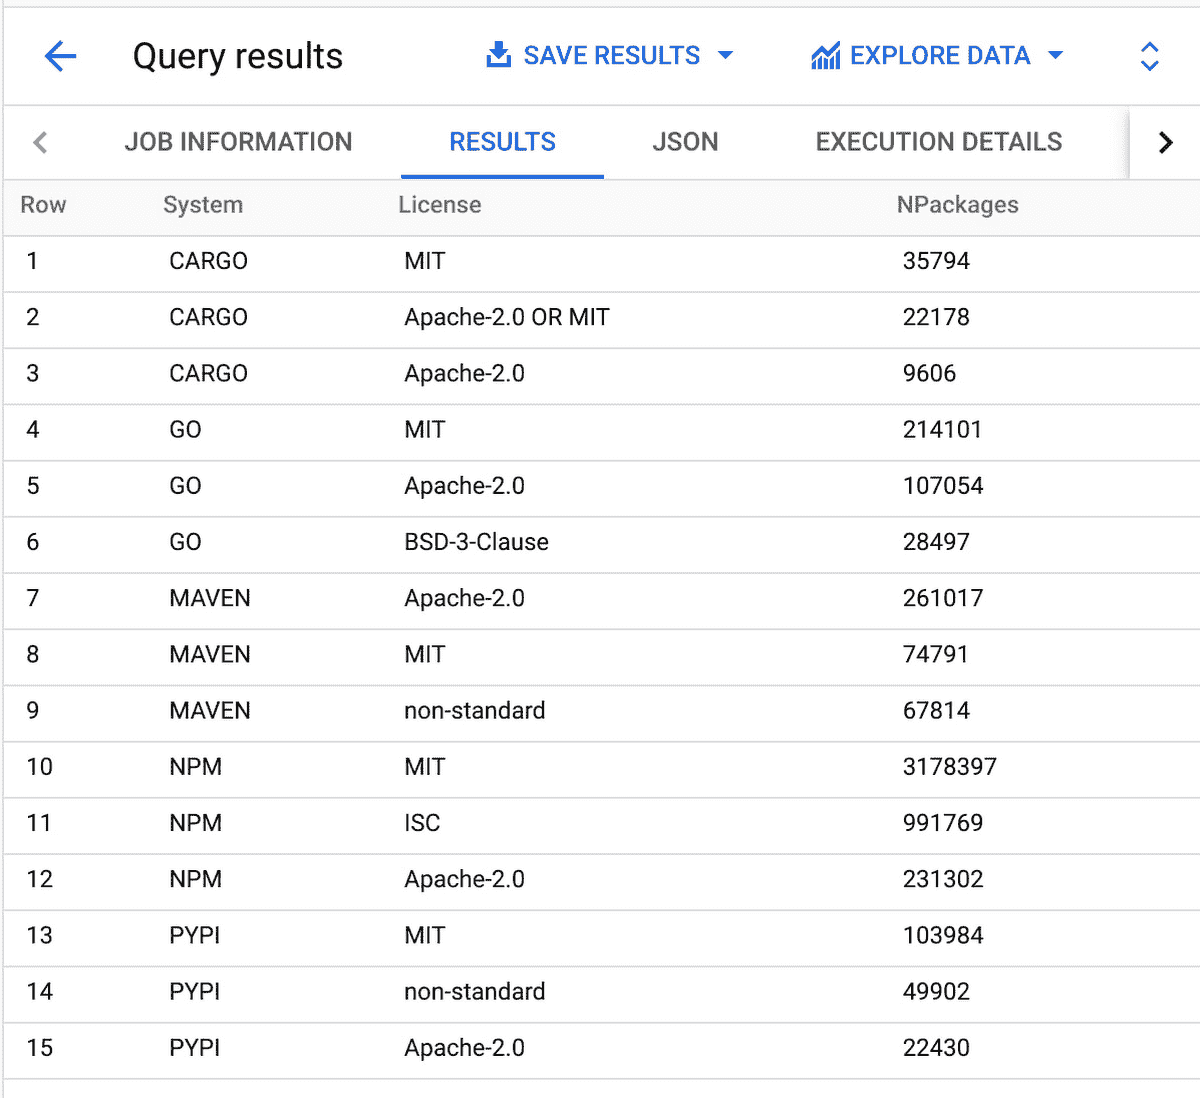 Query results SAVE RESULTS EXPLORE DATA
JOB INFORMATION RESULTS JSON EXECUTION DETAILS
Row System License NPackages
1 CARGO MIT 35794
2 CARGO Apache-2.0 OR MIT 22178
3 CARGO Apache-2.0 9606
4 GO MIT 214101
5 GO Apache-2.0 107054
6 GO BSD-3-Clause 28497
7 MAVEN Apache-2.0 261017
8 MAVEN MIT 74791
9 MAVEN non-standard 67814
10 NPM MIT 3178397
11 NPM ISC 991769
12 NPM Apache-2.0 231302
13 PYPI MIT 103984
14 PYPI non-standard 49902
15 PYPI Apache-2.0 22430